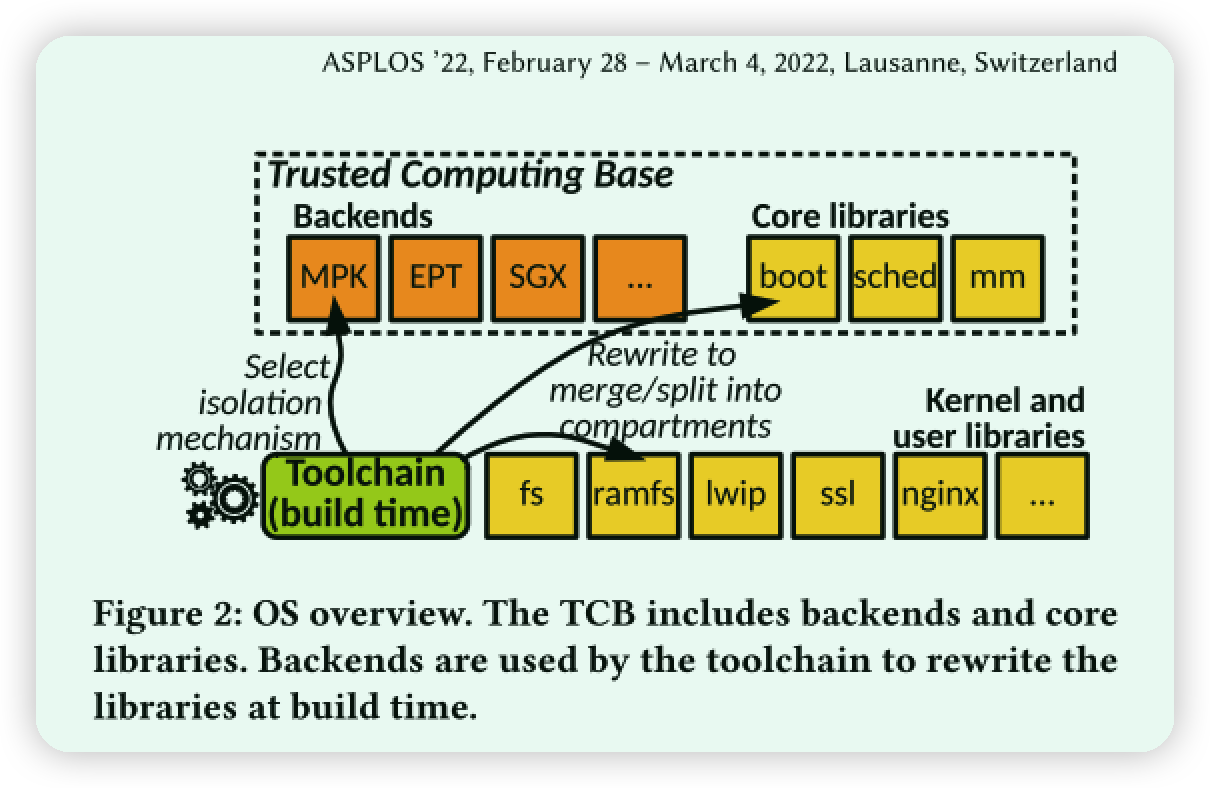 ASPLOS ’22, February 28 – March 4, 2022, Lausanne, Switzerland
Trusted Computing Base
Backends
Core libraries
MPK
EPT
SGX
...
boot
sched
mm
Select
isolation
mechanism
Rewrite to
merge/split into
compartments
Kernel and
user libraries
Toolchain
(build time)
fs
ramfs
lwip
ssl
nginx
...
Figure 2: OS overview. The TCB includes backends and core
libraries. Backends are used by the toolchain to rewrite the
libraries at build time.